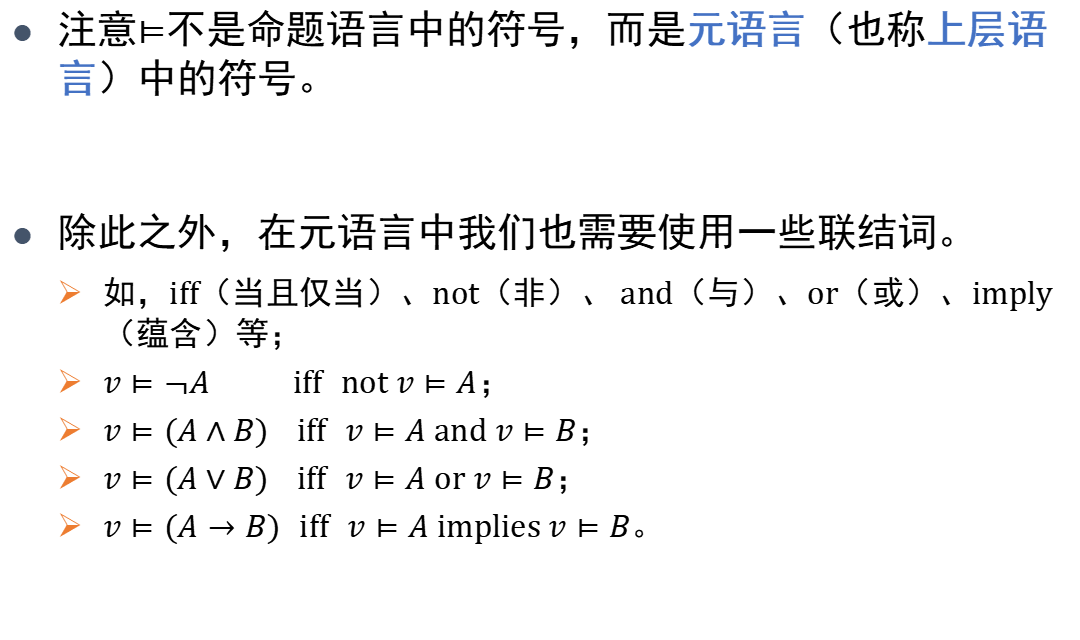 注意⊨不是命题语言中的符号，而是元语言（也称上层语
言）中的符号。
除此之外，在元语言中我们也需要使用一些联结词。
如，iff（当且仅当）、not（非）、 and（与）、or（或）、imply
（蕴含）等；
𝑣 ⊨ ¬𝐴 iff not 𝑣 ⊨ 𝐴；
𝑣 ⊨ (𝐴 ∧ 𝐵) iff 𝑣 ⊨ 𝐴 and 𝑣 ⊨ 𝐵；
𝑣 ⊨ (𝐴 ∨ 𝐵) iff 𝑣 ⊨ 𝐴 or 𝑣 ⊨ 𝐵；
𝑣 ⊨ (𝐴 → 𝐵) iff 𝑣 ⊨ 𝐴 implies 𝑣 ⊨ 𝐵。